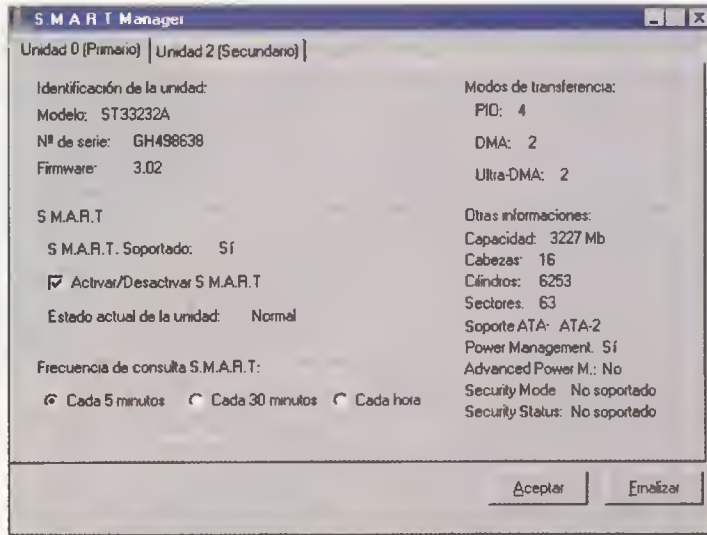 S.M.A.R.T Manager
Unidad 0 (Primario)
Unidad 2 (Secundario)
Identificación de la unidad:
Modelo: ST33232A
Nº de serie: GH498638
Firmware: 3.02
S.M.A.R.T
S.M.A.R.T. Soportado: Sí
Activar/Desactivar S.M.A.R.T
Estado actual de la unidad: Normal
Frecuencia de consulta S.M.A.R.T:
Cada 5 minutos
Cada 30 minutos
Cada hora
Modos de transferencia:
PIO: 4
DMA: 2
Ultra-DMA: 2
Otras informaciones:
Capacidad: 3227 Mb
Cabezas: 16
Cilindros: 6253
Sectores: 63
Soporte ATA: ATA-2
Power Management: Sí
Advanced Power M.: No
Security Mode: No soportado
Security Status: No soportado
Aceptar
Finalizar